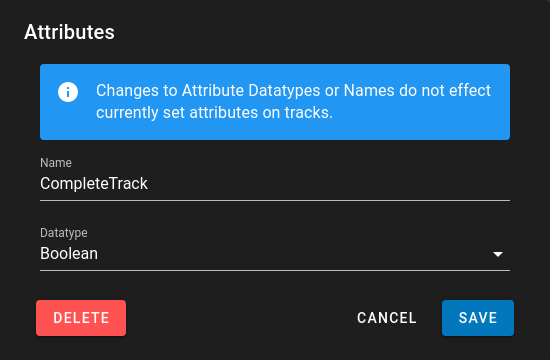 Attributes
Changes to Attribute Datatypes or Names do not effect
currently set attributes on tracks.
Name
CompleteTrack
Datatype
Boolean
DELETE CANCEL SAVE